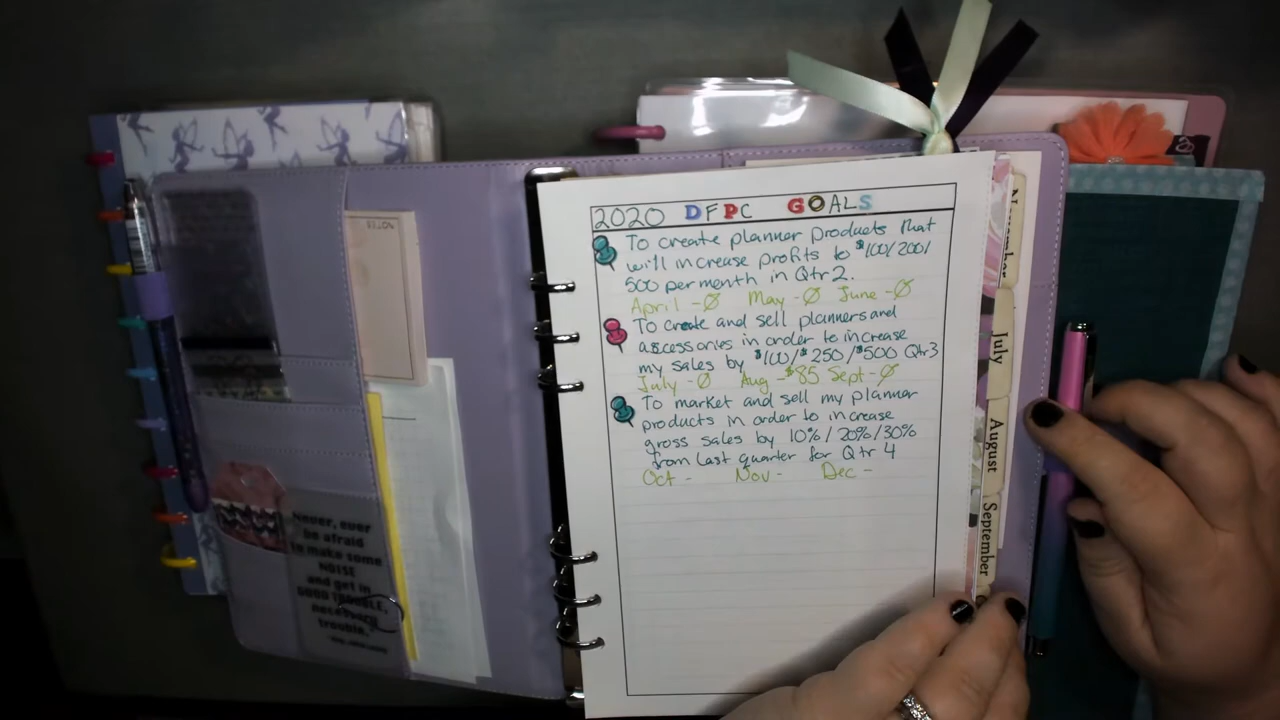 2020 DFPC GOALS
To create planner products that
will increase profits to $100/200/
500 per month in Qtr 2.
April - Ø May - Ø June - Ø
To create and sell planners and
accessories in order to increase
my sales by $100/$250/$500 Qtr3
July - Ø Aug - $85 Sept - Ø
To market and sell my planner
products in order to increase
gross sales by 10%/20%/30%
from last quarter for Qtr 4
Oct - Nov - Dec -
November
July
August
September
Never, ever
be afraid
to make some
NOISE
and get in
GOOD TROUBLE,
necessary
trouble.